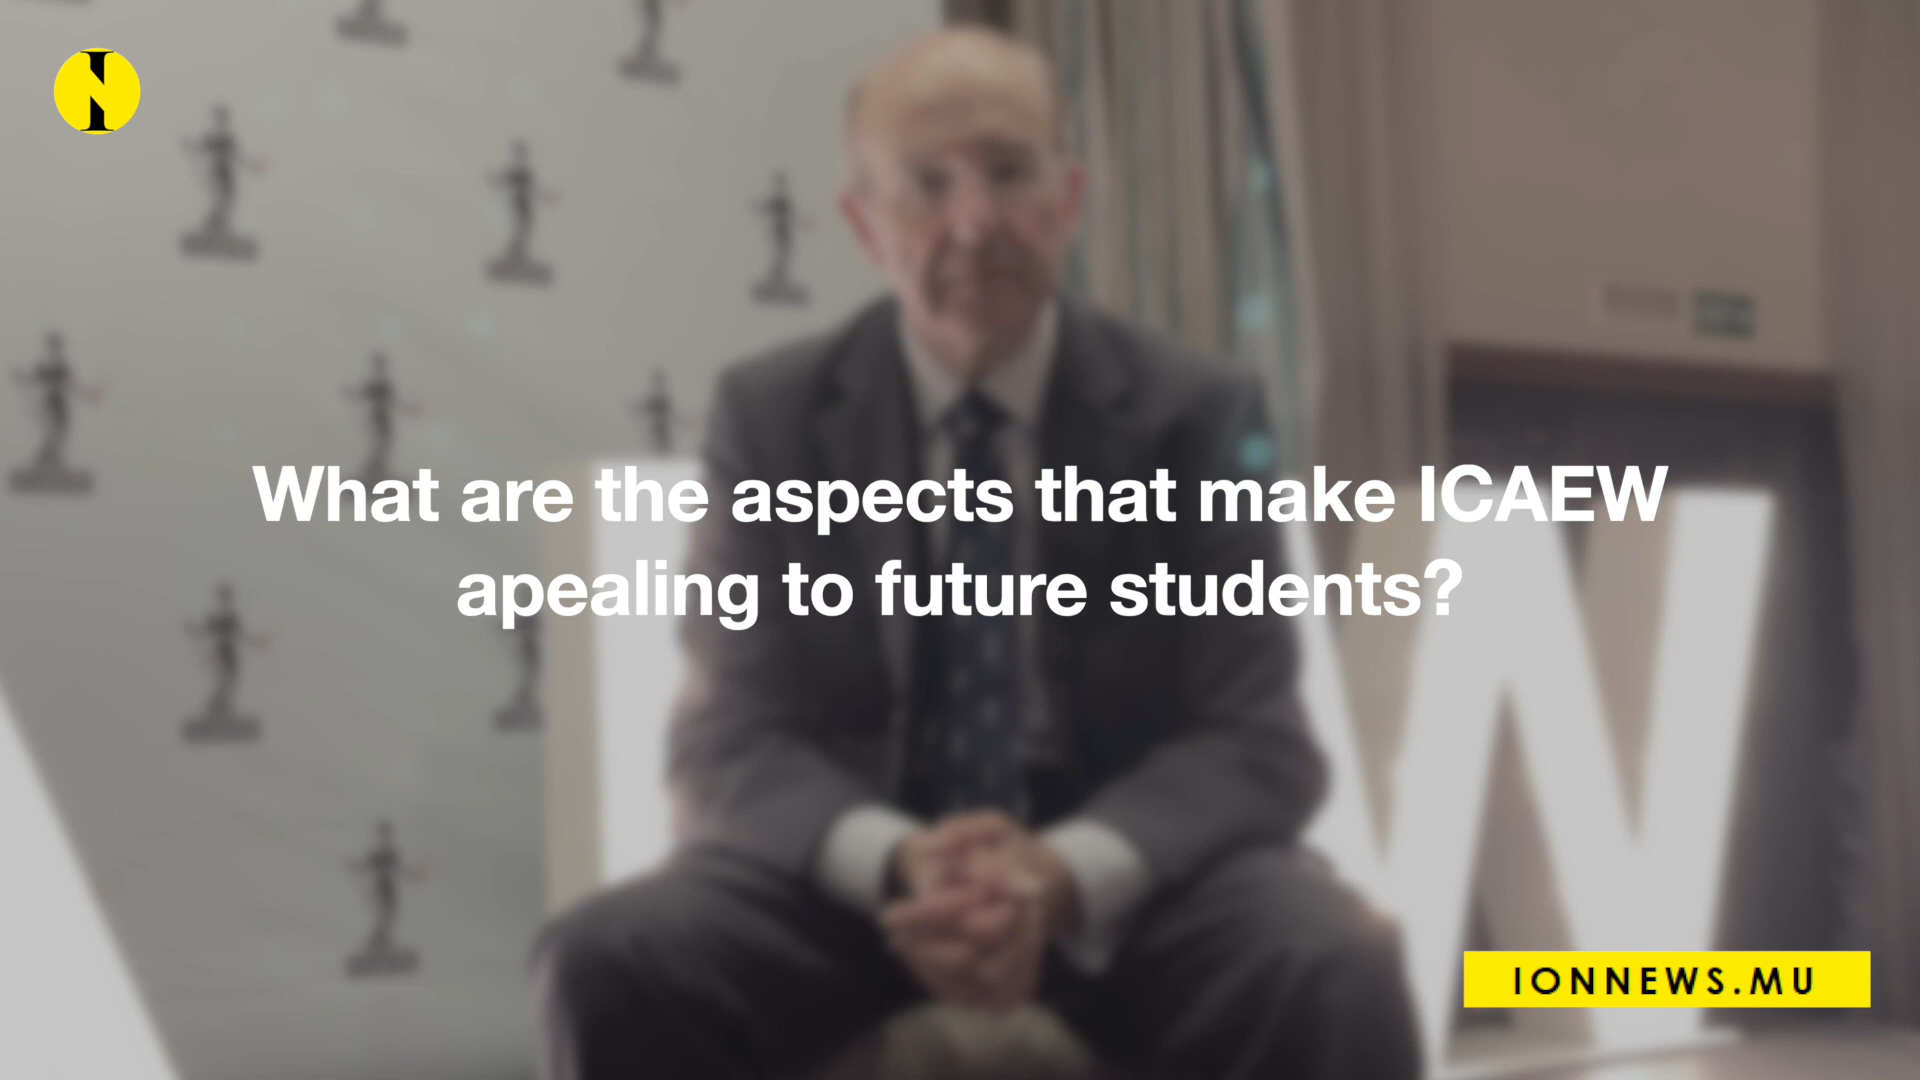 What are the aspects that make ICAEW
apealing to future students?
IONNEWS.MU